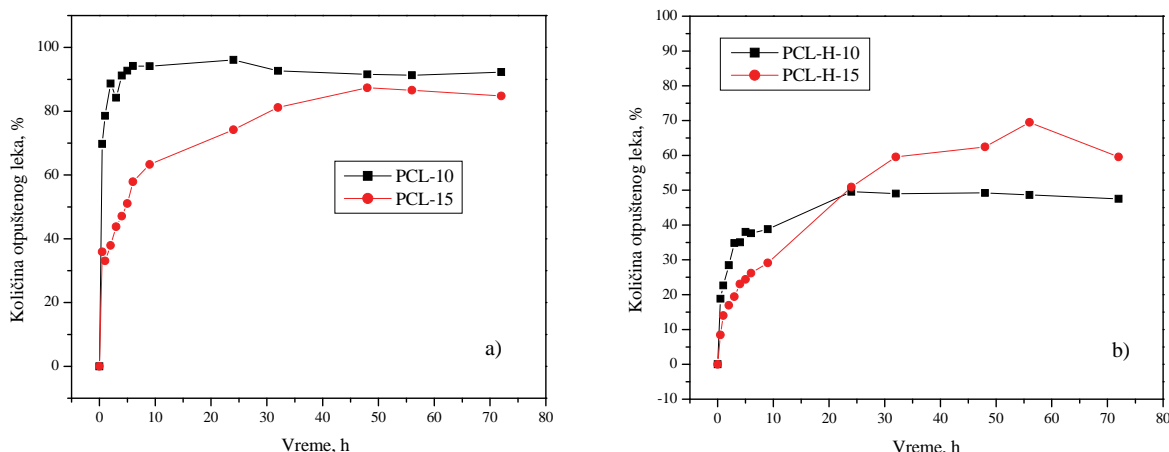 Količina otpuštenog leka, %
100
80
60
40
20
0
PCL-10
PCL-15
a)
0 10 20 30 40 50 60 70 80
Vreme, h
Količina otpuštenog leka, %
100
90
80
70
60
50
40
30
20
10
0
-10
PCL-H-10
PCL-H-15
b)
0 10 20 30 40 50 60 70 80
Vreme, h